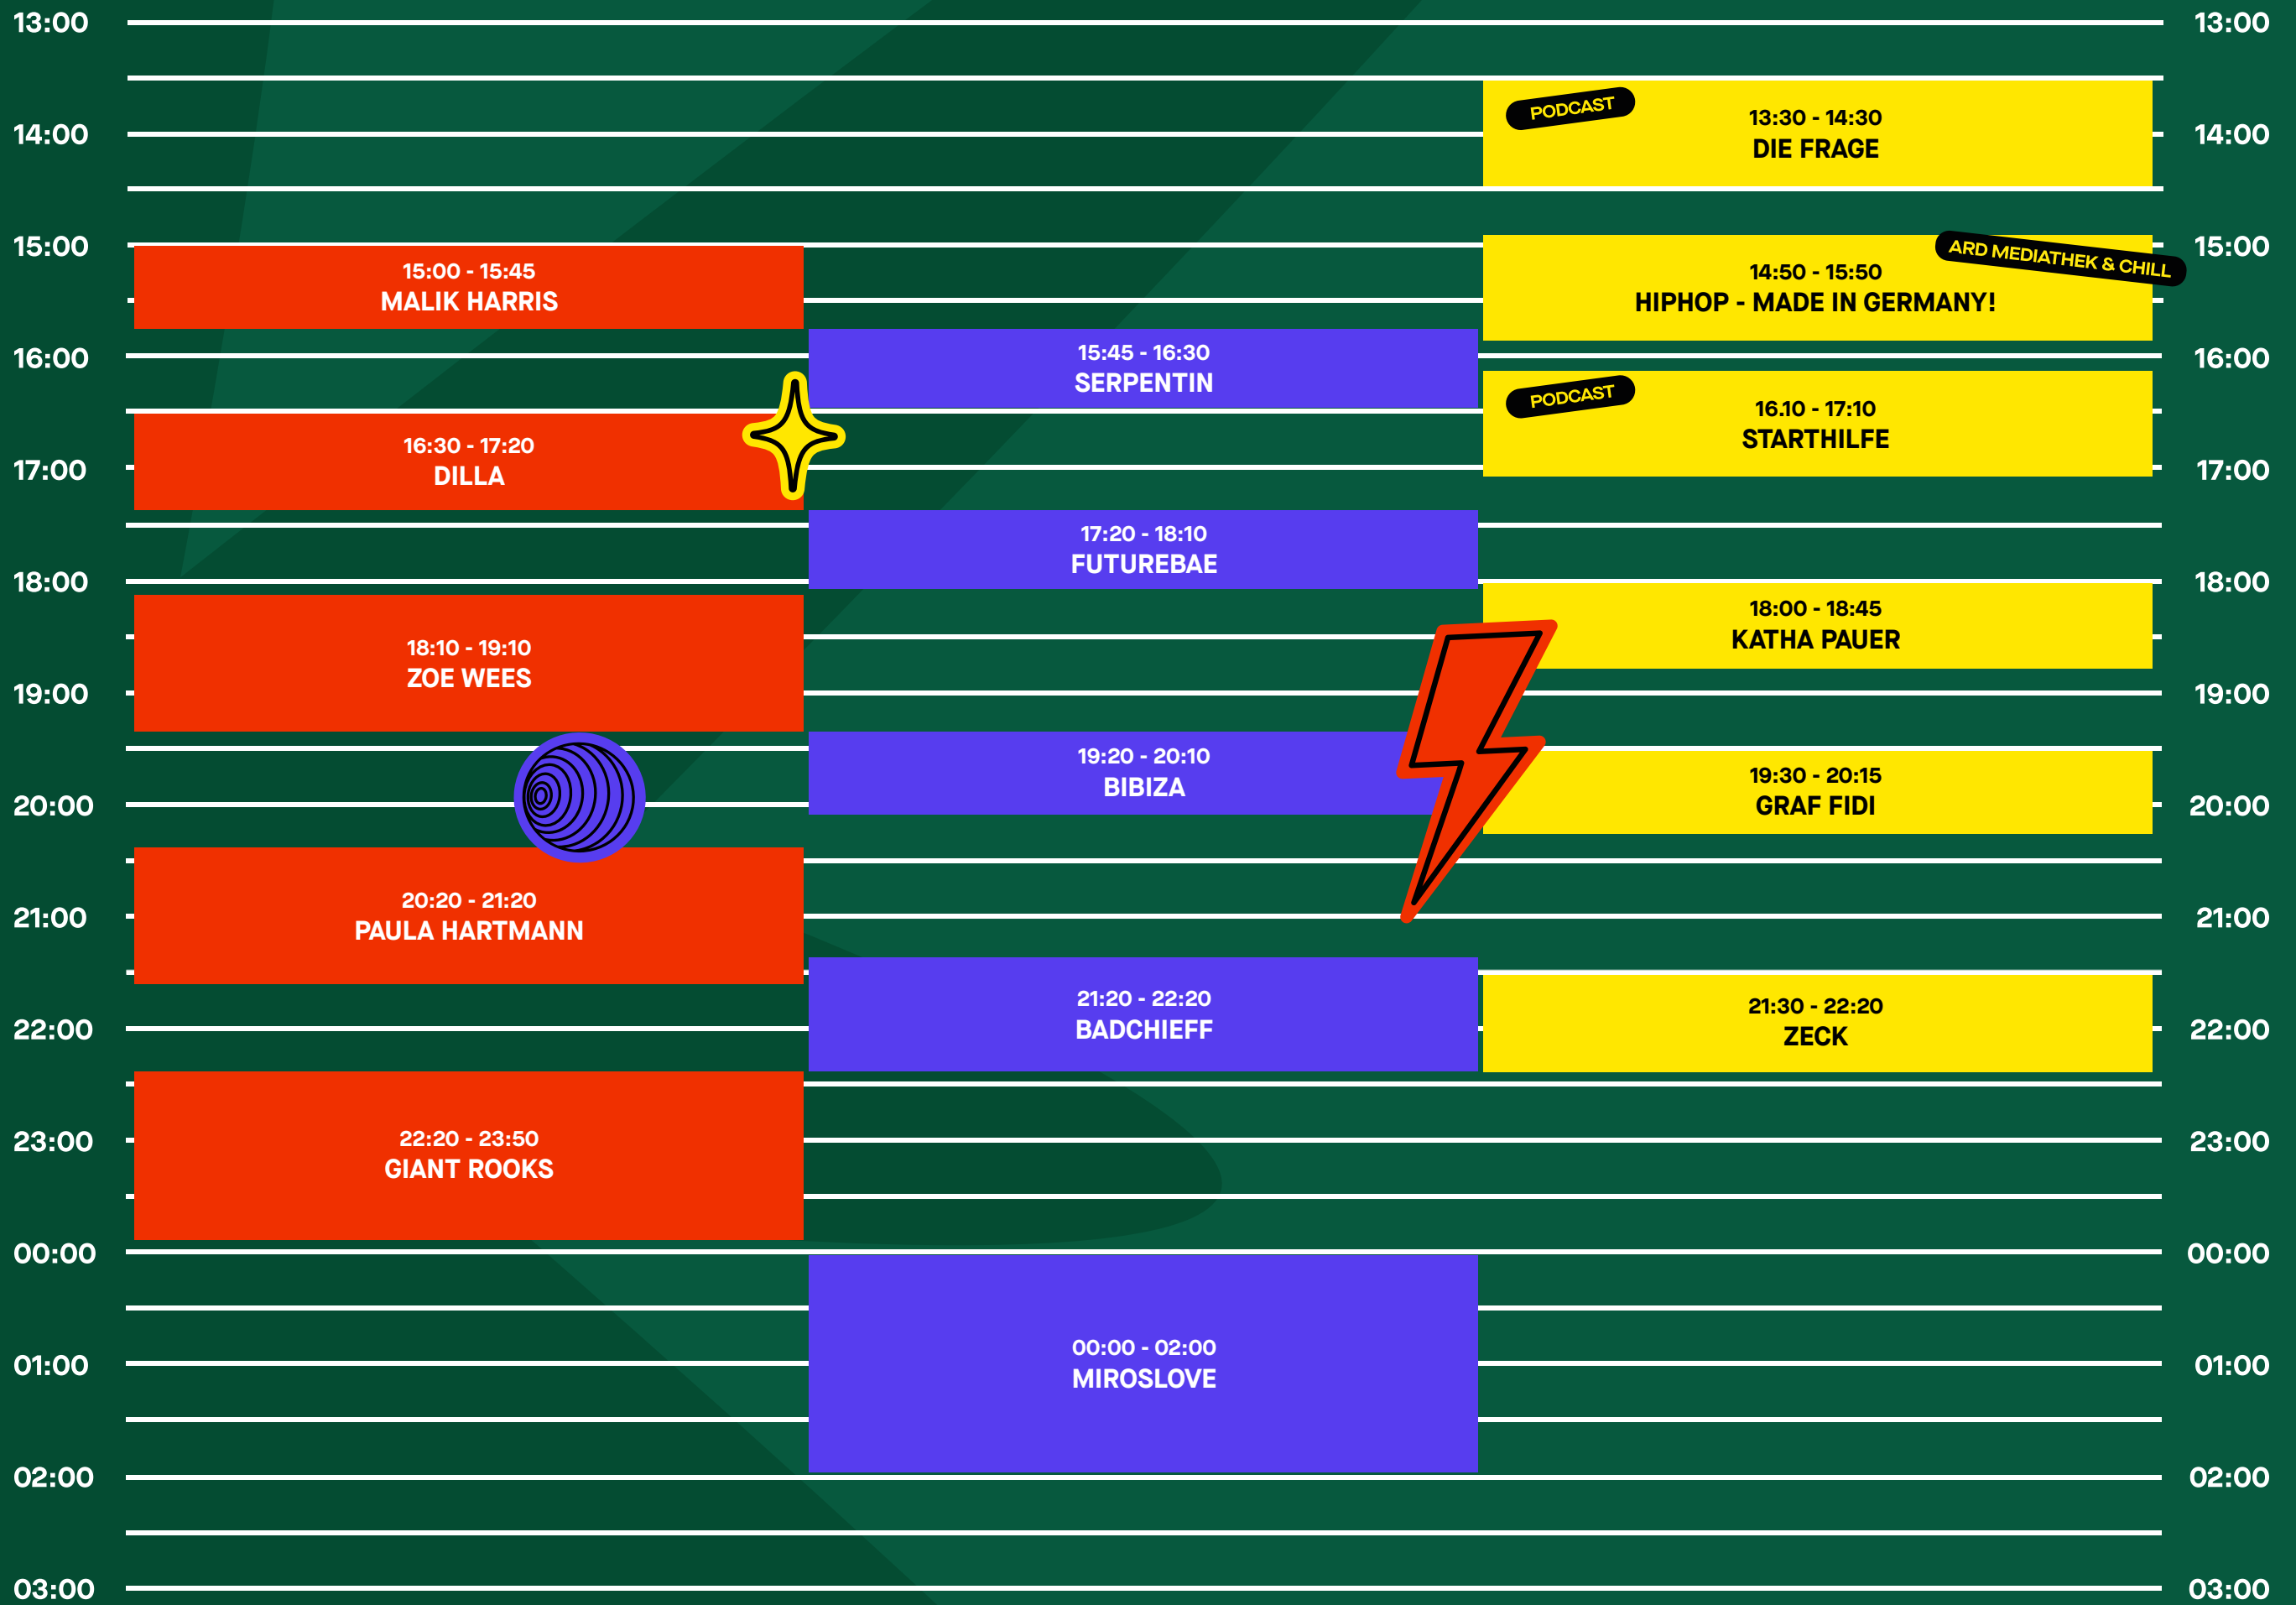 13:00
13:00
PODCAST
13:30 - 14:30
DIE FRAGE
14:00
14:00
15:00
15:00
15:00 - 15:45
MALIK HARRIS
14:50 - 15:50
HIPHOP - MADE IN GERMANY!
ARD MEDIATHEK & CHILL
16:00
16:00
15:45 - 16:30
SERPENTIN
PODCAST
16.10 - 17:10
STARTHILFE
16:30 - 17:20
DILLA
17:00
17:00
17:20 - 18:10
FUTUREBAE
18:00
18:00
18:00 - 18:45
KATHA PAUER
18:10 - 19:10
ZOE WEES
19:00
19:00
19:20 - 20:10
BIBIZA
19:30 - 20:15
GRAF FIDI
20:00
20:00
20:20 - 21:20
PAULA HARTMANN
21:00
21:00
21:20 - 22:20
BADCHIEFF
21:30 - 22:20
ZECK
22:00
22:00
22:20 - 23:50
GIANT ROOKS
23:00
23:00
00:00
00:00
00:00 - 02:00
MIROSLOVE
01:00
01:00
02:00
02:00
03:00
03:00